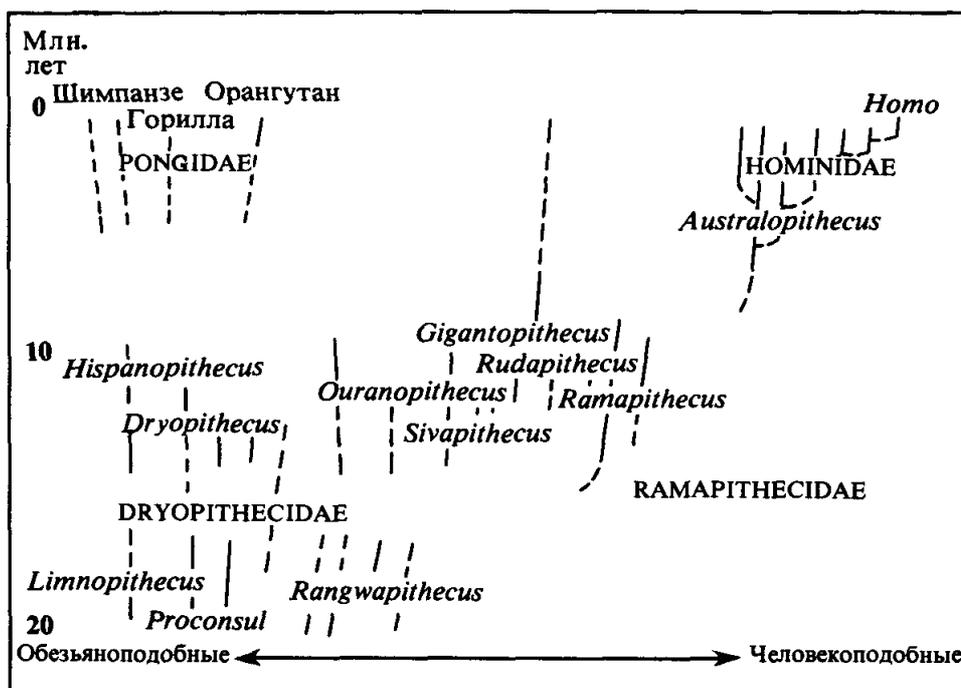 Млн.
лет
0 Шимпанзе Орангутан
Homo
Горилла
PONGIDAE
HOMINIDAE
Australopithecus
Gigantopithecus
10
Hispanopithecus
Rudapithecus
Ouranopithecus
Ramapithecus
Dryopithecus
Sivapithecus
RAMAPITHECIDAE
DRYOPITHECIDAE
Limnopithecus
Rangwapithecus
20
Proconsul
Обезьяноподобные
Человекоподобные